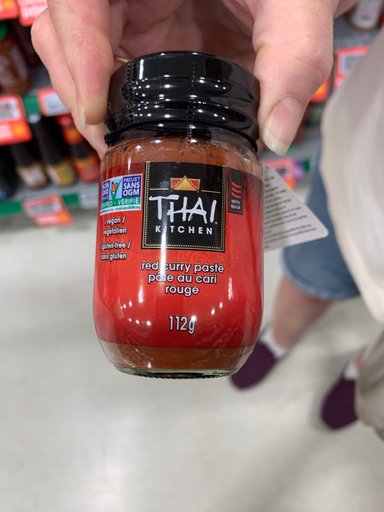 PROJET
SANS
OGM
VÉRIFIÉ
vegan /
végétalien
gluten-free /
sans gluten
THAI
KITCHEN
red curry paste
pâte au cari
rouge
112g